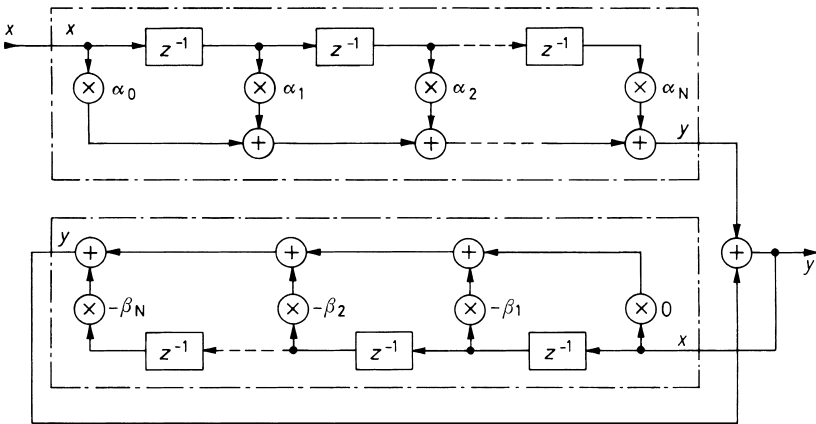 x x z⁻¹ z⁻¹ z⁻¹
× α₀ × α₁ × α₂ × α_N
+ + + y
y + + + + y
× -β_N × -β₂ × -β₁ × 0
z⁻¹ z⁻¹ z⁻¹ x